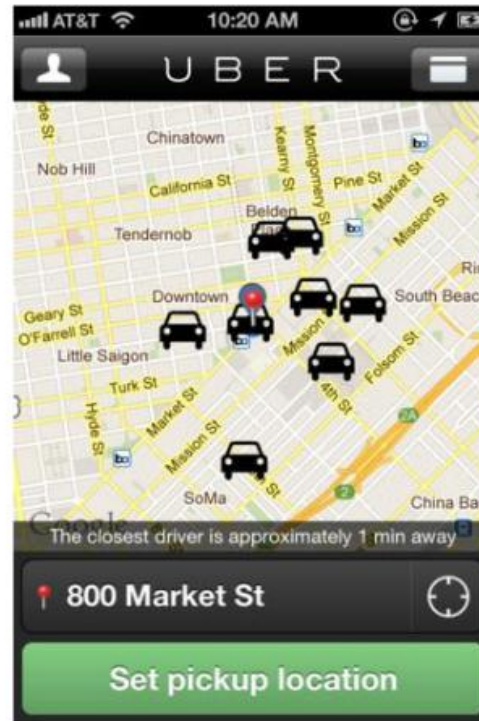 AT&T 10:20 AM
UBER
Chinatown
Nob Hill
Kearny St
Montgomery St
California St
Pine St
Market St
Mission St
Tendernob
Belden
Downtown
South Beac
Geary St
O'Farrell St
Little Saigon
Mission
Folsom St
Turk St
4th St
Hyde St
Market St
Mission St
SoMa
China Ba
Google
The closest driver is approximately 1 min away
800 Market St
Set pickup location